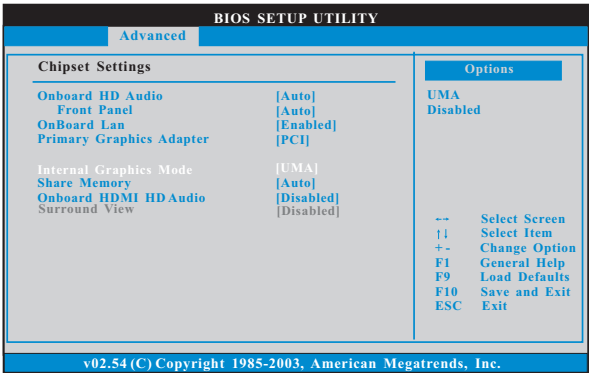 BIOS SETUP UTILITY
Advanced
Chipset Settings
Onboard HD Audio [Auto]
Front Panel [Auto]
OnBoard Lan [Enabled]
Primary Graphics Adapter [PCI]
Internal Graphics Mode [UMA]
Share Memory [Auto]
Onboard HDMI HD Audio [Disabled]
Surround View [Disabled]
Options
UMA
Disabled
←→ Select Screen
↑↓ Select Item
+- Change Option
F1 General Help
F9 Load Defaults
F10 Save and Exit
ESC Exit
v02.54 (C) Copyright 1985-2003, American Megatrends, Inc.